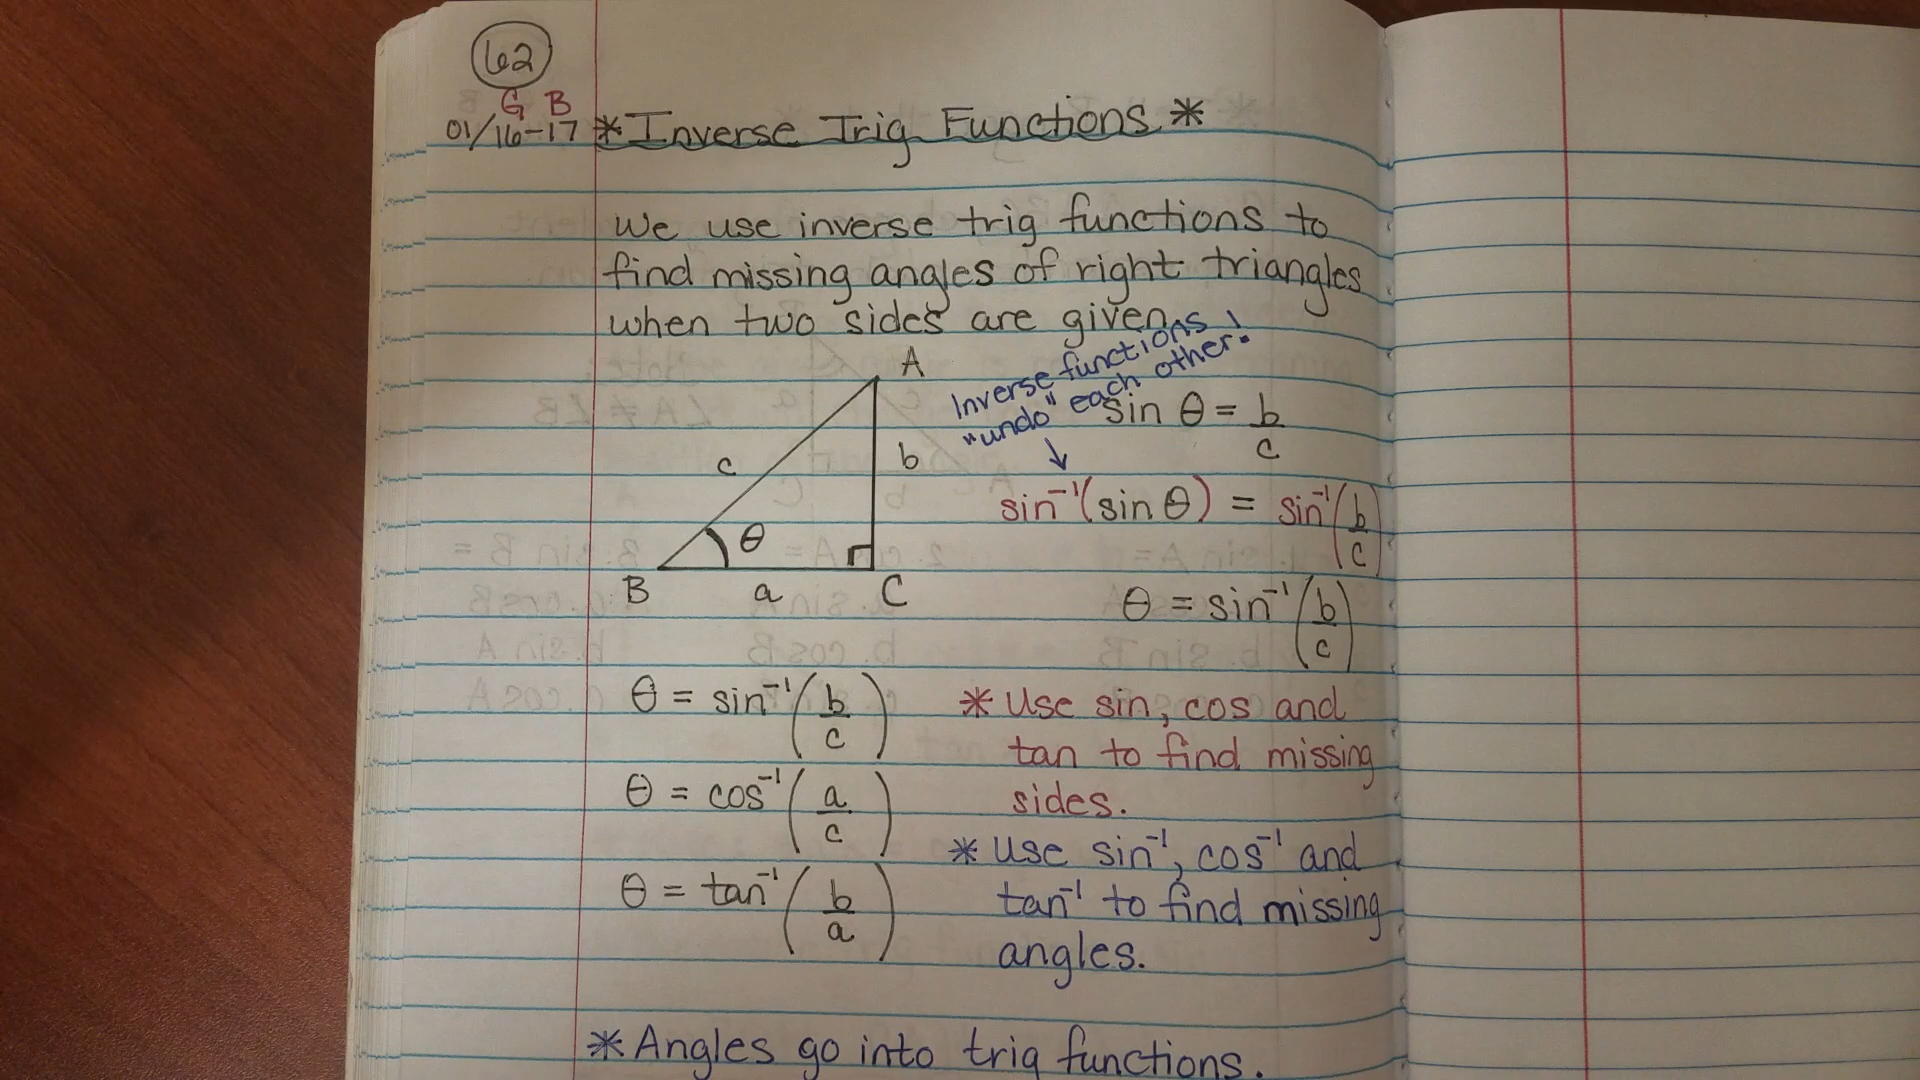 62
G B
01/16-17 *Inverse Trig Functions*
We use inverse trig functions to
find missing angles of right triangles
when two sides are given.
Inverse functions
"undo" each other!
A
c
b
θ
B
a
C
sin θ = b/c
sin⁻¹(sin θ) = sin⁻¹(b/c)
θ = sin⁻¹(b/c)
θ = sin⁻¹(b/c)
θ = cos⁻¹(a/c)
θ = tan⁻¹(b/a)
* Use sin, cos and
tan to find missing
sides.
* Use sin⁻¹, cos⁻¹ and
tan⁻¹ to find missing
angles.
* Angles go into trig functions.